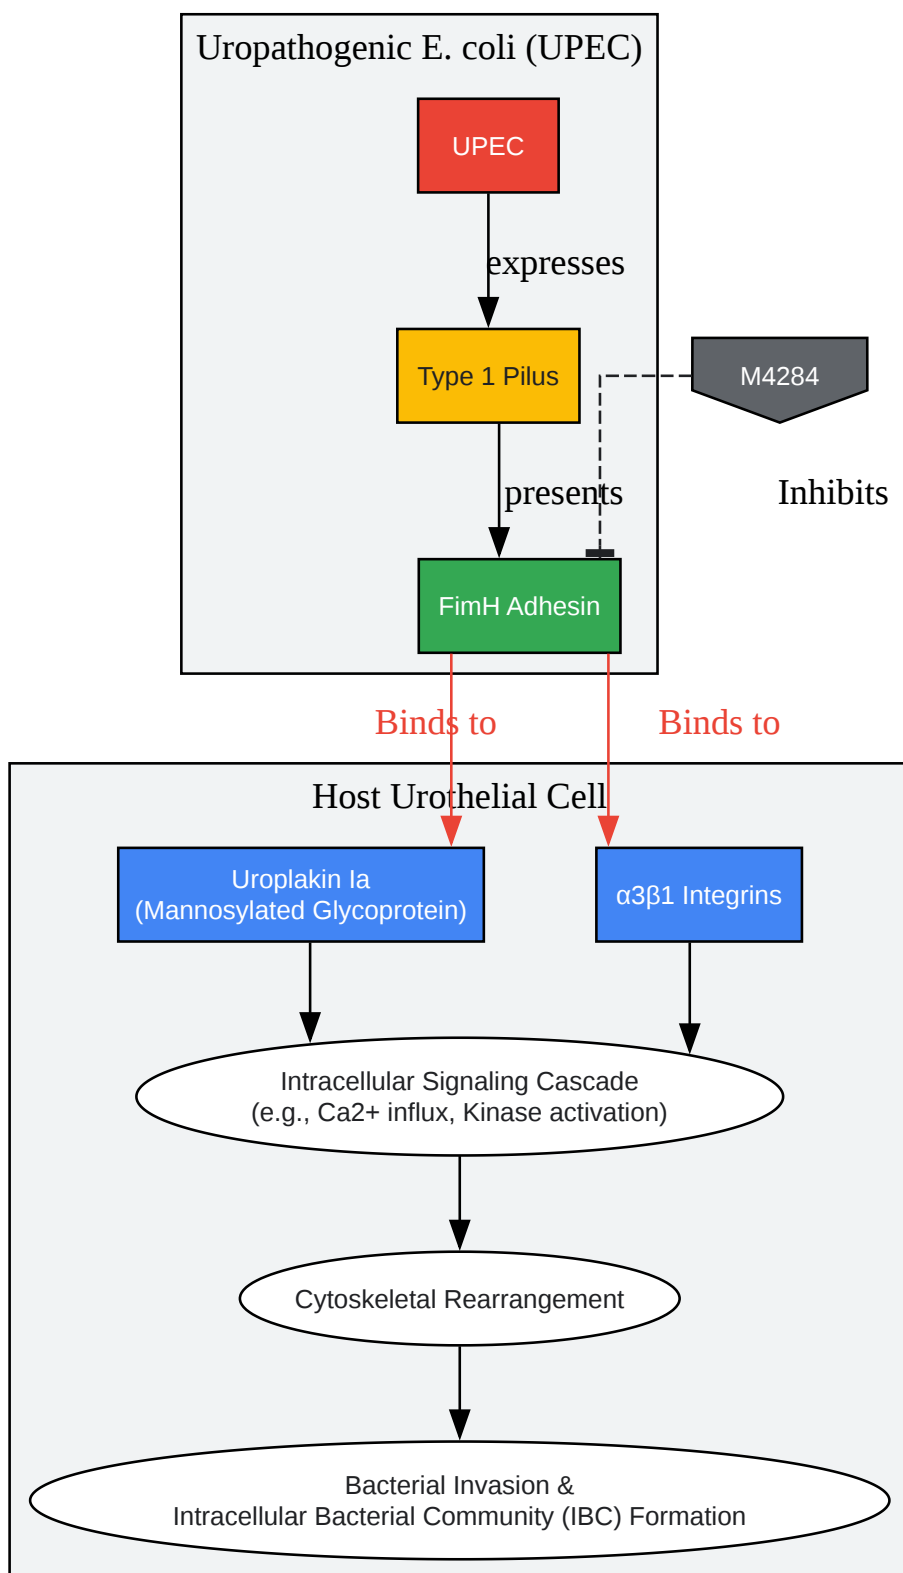 Uropathogenic E. coli (UPEC)
UPEC
expresses
Type 1 Pilus
M4284
presents
Inhibits
FimH Adhesin
Binds to
Binds to
Host Urothelial Cell
Uroplakin Ia
(Mannosylated Glycoprotein)
α3β1 Integrins
Intracellular Signaling Cascade
(e.g., Ca2+ influx, Kinase activation)
Cytoskeletal Rearrangement
Bacterial Invasion &
Intracellular Bacterial Community (IBC) Formation